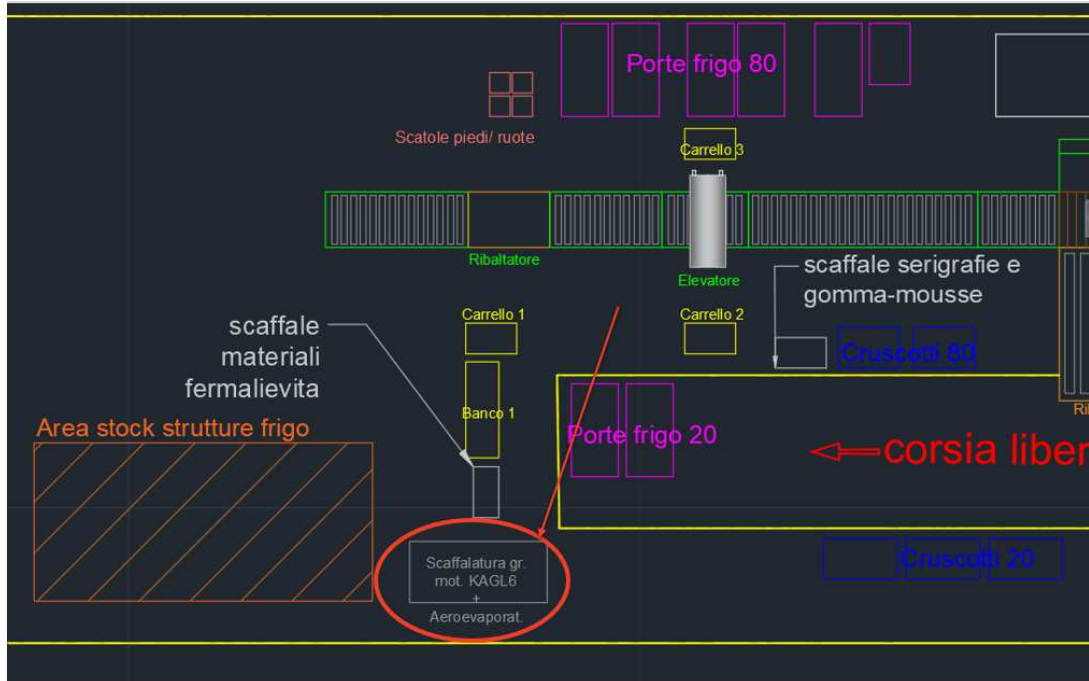 Porte frigo 80
Scatole piedi/ ruote
Carrello 3
Ribaltatore
Elevatore
scaffale serigrafie e
gomma-mousse
Carrello 1
Carrello 2
scaffale
materiali
fermalievita
Cruscotti 80
Banco 1
Area stock strutture frigo
Porte frigo 20
corsia liber
Scaffalatura gr.
mot. KAGL6
+
Aeroevaporat.
Cruscotti 20